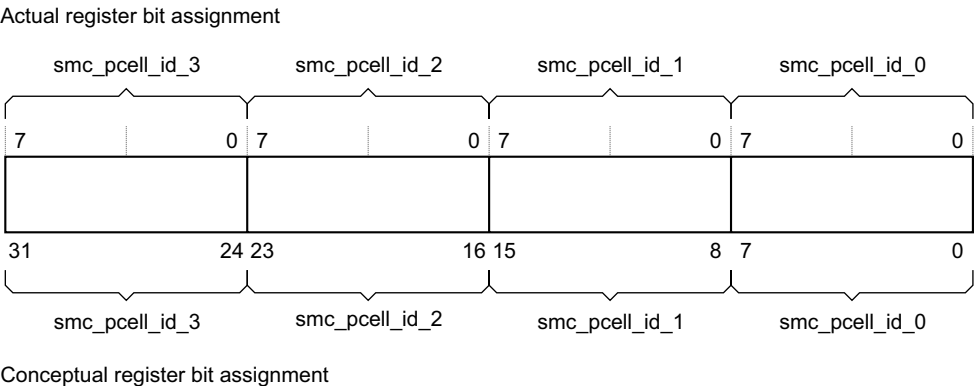 Actual register bit assignment
smc_pcell_id_3 smc_pcell_id_2 smc_pcell_id_1 smc_pcell_id_0
7 0 7 0 7 0 7 0
31 24 23 16 15 8 7 0
smc_pcell_id_3 smc_pcell_id_2 smc_pcell_id_1 smc_pcell_id_0
Conceptual register bit assignment